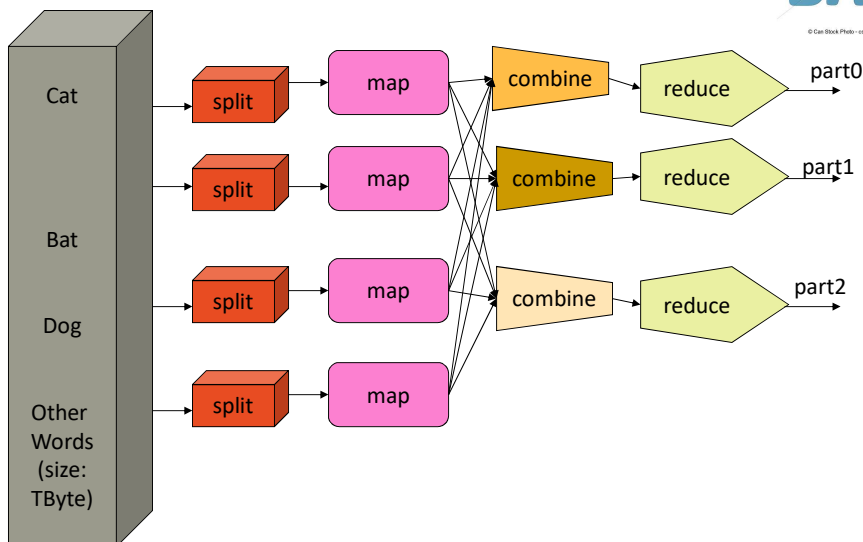 © Can Stock Photo
Cat
Bat
Dog
Other
Words
(size:
TByte)
split
map
combine
reduce
part0
split
map
combine
reduce
part1
split
map
combine
reduce
part2
split
map